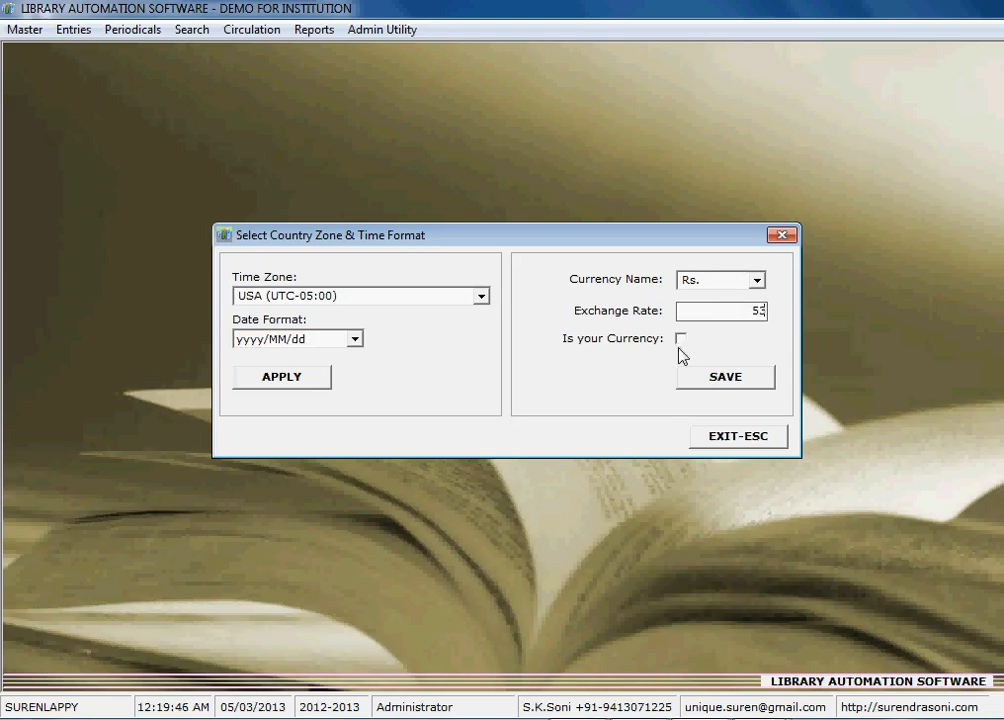 LIBRARY AUTOMATION SOFTWARE - DEMO FOR INSTITUTION
Master Entries Periodicals Search Circulation Reports Admin Utility
Select Country Zone & Time Format
Time Zone:
USA (UTC-05:00)
Date Format:
yyyy/MM/dd
APPLY
Currency Name: Rs.
Exchange Rate: 53
Is your Currency:
SAVE
EXIT-ESC
LIBRARY AUTOMATION SOFTWARE
SURENLAPPY 12:19:46 AM 05/03/2013 2012-2013 Administrator S.K.Soni +91-9413071225 unique.suren@gmail.com http://surendrasoni.com